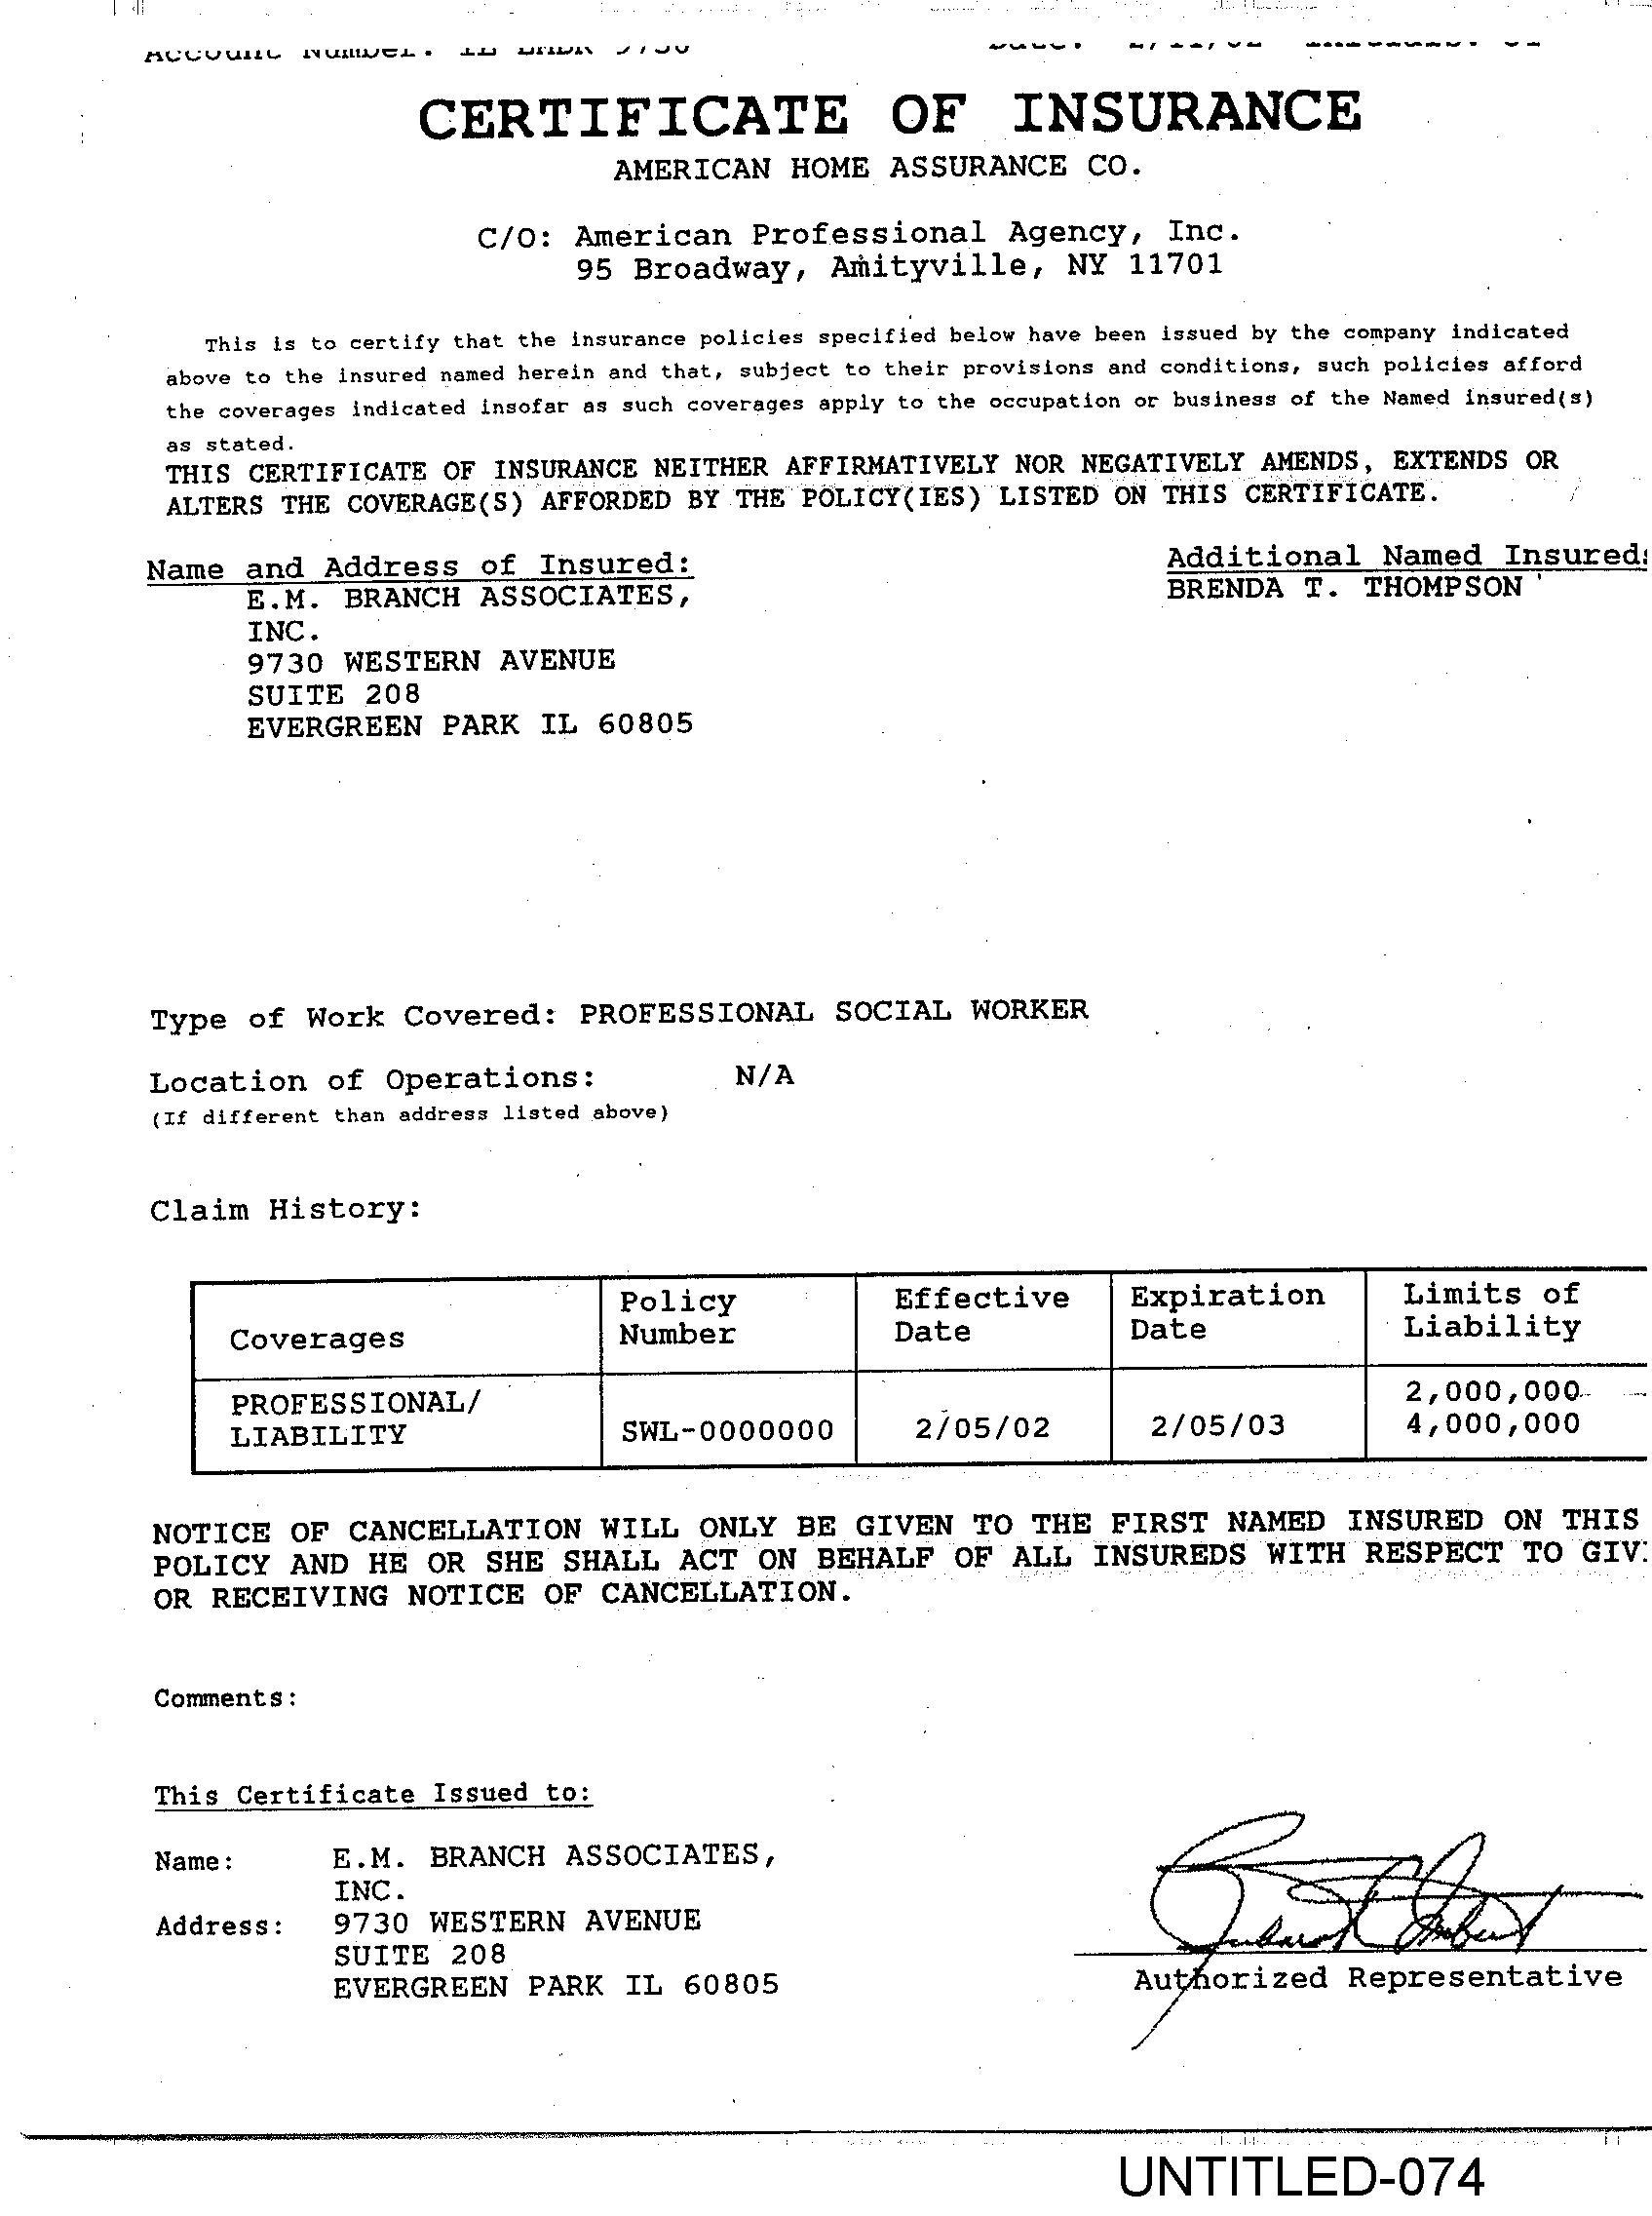 Account Number: IL
CERTIFICATE OF INSURANCE
AMERICAN HOME ASSURANCE CO.
C/O: American Professional Agency, Inc.
95 Broadway, Amityville, NY 11701
This is to certify that the insurance policies specified below have been issued by the company indicated
above to the insured named herein and that, subject to their provisions and conditions, such policies afford
the coverages indicated insofar as such coverages apply to the occupation or business of the Named insured(s)
as stated.
THIS CERTIFICATE OF INSURANCE NEITHER AFFIRMATIVELY NOR NEGATIVELY AMENDS, EXTENDS OR
ALTERS THE COVERAGE(S) AFFORDED BY THE POLICY(IES) LISTED ON THIS CERTIFICATE.
Name and Address of Insured: Additional Named Insured:
E.M. BRANCH ASSOCIATES, BRENDA T. THOMPSON
INC.
9730 WESTERN AVENUE
SUITE 208
EVERGREEN PARK IL 60805
Type of Work Covered: PROFESSIONAL SOCIAL WORKER
Location of Operations: N/A
(If different than address listed above)
Claim History:
Policy Effective Expiration Limits of
Coverages Number Date Date Liability
PROFESSIONAL/ 2,000,000
LIABILITY SWL-0000000 2/05/02 2/05/03 4,000,000
NOTICE OF CANCELLATION WILL ONLY BE GIVEN TO THE FIRST NAMED INSURED ON THIS
POLICY AND HE OR SHE SHALL ACT ON BEHALF OF ALL INSUREDS WITH RESPECT TO GIV
OR RECEIVING NOTICE OF CANCELLATION.
Comments:
This Certificate Issued to:
Name: E.M. BRANCH ASSOCIATES,
INC.
Address: 9730 WESTERN AVENUE
SUITE 208
EVERGREEN PARK IL 60805
Authorized Representative
UNTITLED-074